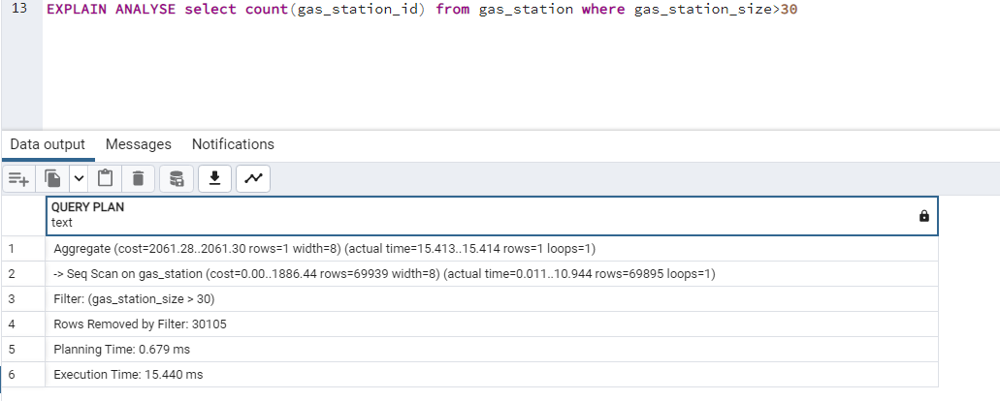 13 EXPLAIN ANALYSE select count(gas_station_id) from gas_station where gas_station_size>30
Data output Messages Notifications
QUERY PLAN
text
1 Aggregate (cost=2061.28..2061.30 rows=1 width=8) (actual time=15.413..15.414 rows=1 loops=1)
2 -> Seq Scan on gas_station (cost=0.00..1886.44 rows=69939 width=8) (actual time=0.011..10.944 rows=69895 loops=1)
3 Filter: (gas_station_size > 30)
4 Rows Removed by Filter: 30105
5 Planning Time: 0.679 ms
6 Execution Time: 15.440 ms